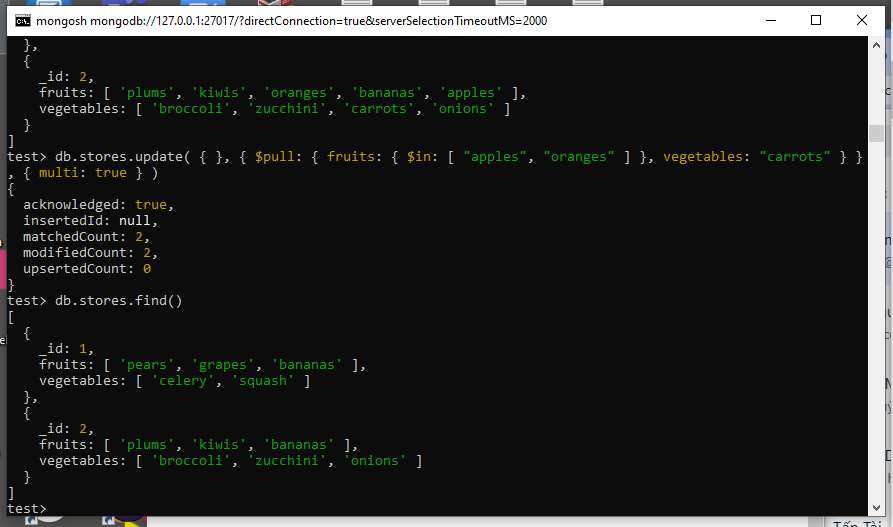 mongosh mongodb://127.0.0.1:27017/?directConnection=true&serverSelectionTimeoutMS=2000
},
{
_id: 2,
fruits: [ 'plums', 'kiwis', 'oranges', 'bananas', 'apples' ],
vegetables: [ 'broccoli', 'zucchini', 'carrots', 'onions' ]
}
]
test> db.stores.update( { }, { $pull: { fruits: { $in: [ "apples", "oranges" ] }, vegetables: "carrots" } }
, { multi: true } )
{
acknowledged: true,
insertedId: null,
matchedCount: 2,
modifiedCount: 2,
upsertedCount: 0
}
test> db.stores.find()
[
{
_id: 1,
fruits: [ 'pears', 'grapes', 'bananas' ],
vegetables: [ 'celery', 'squash' ]
},
{
_id: 2,
fruits: [ 'plums', 'kiwis', 'bananas' ],
vegetables: [ 'broccoli', 'zucchini', 'onions' ]
}
]
test>